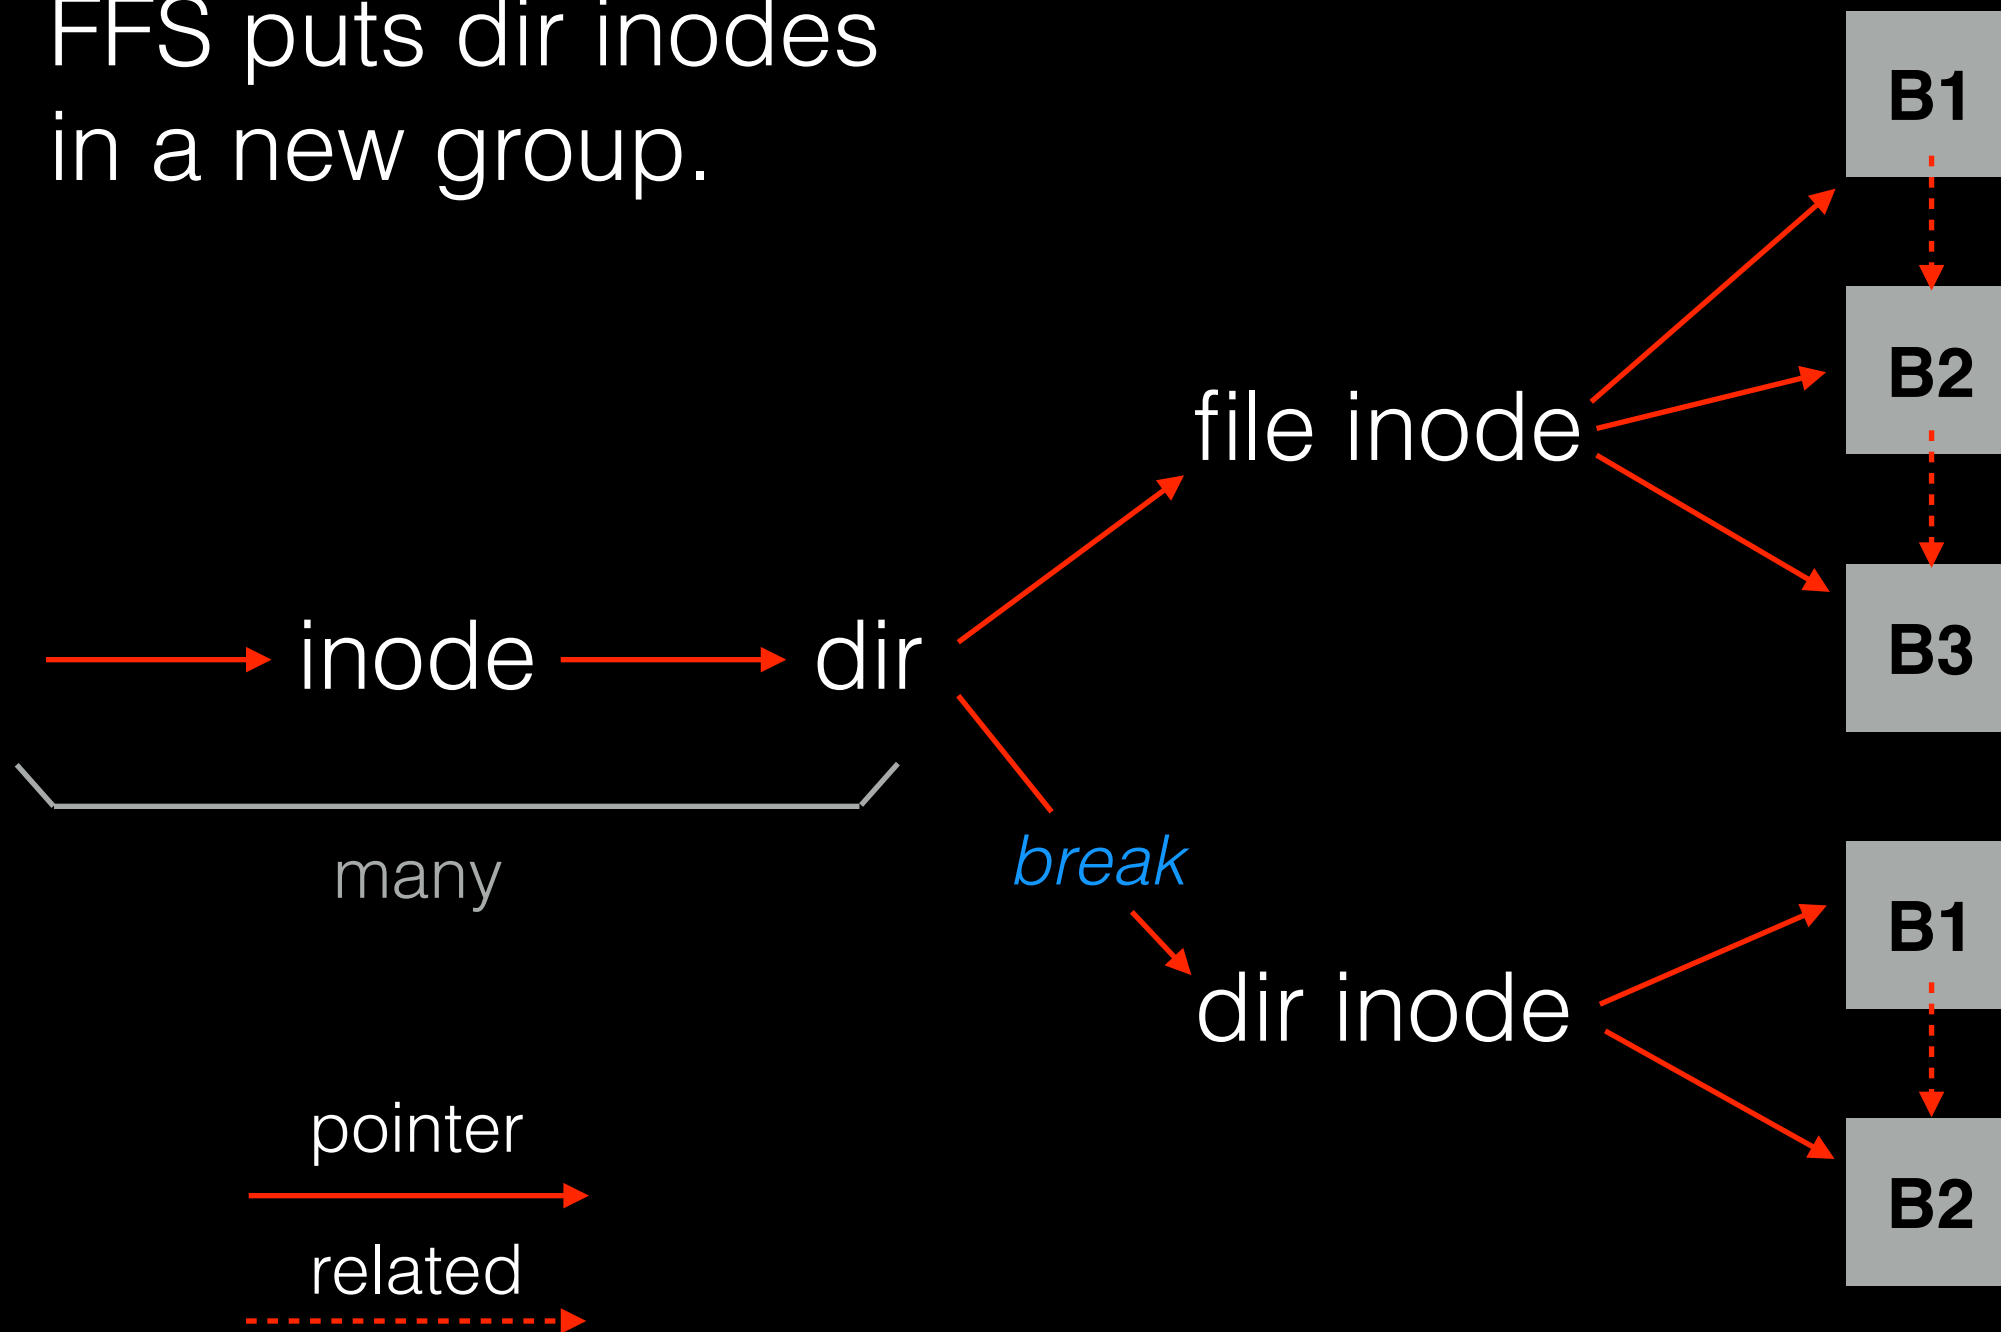 FFS puts dir inodes
in a new group.
B1
B2
file inode
B3
inode
dir
many
break
B1
dir inode
B2
pointer
related